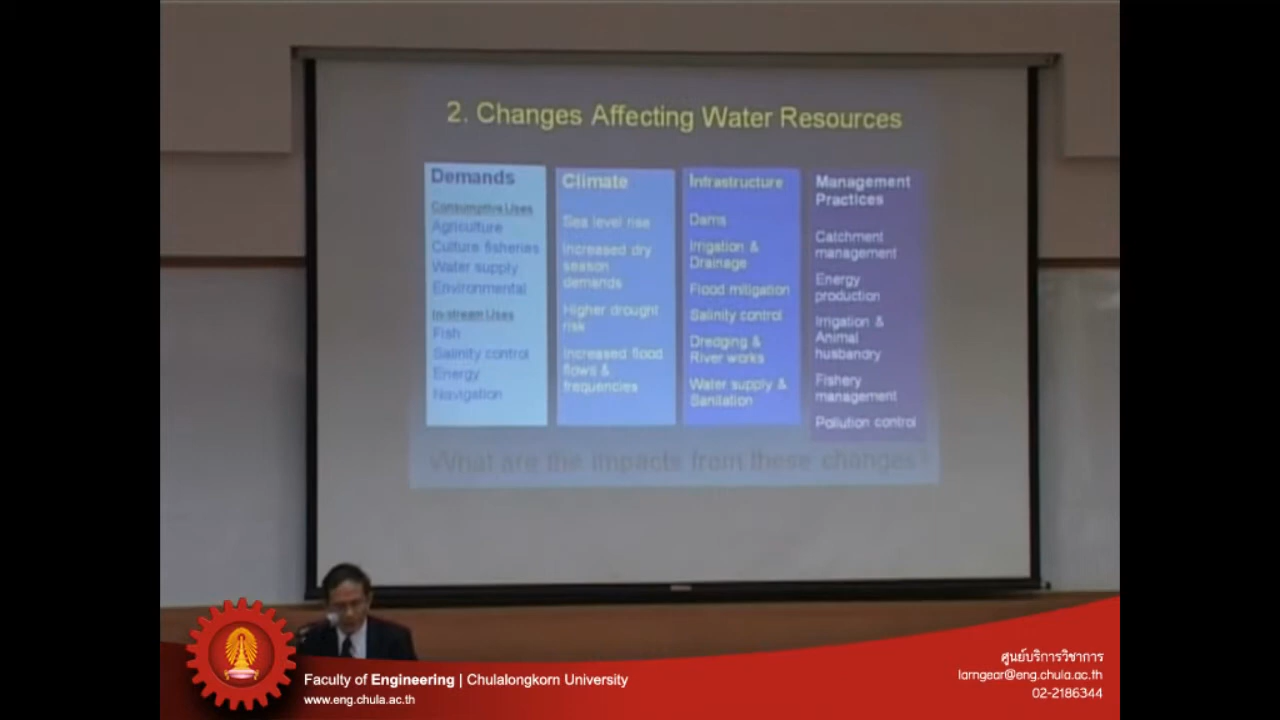 2. Changes Affecting Water Resources
Demands
Consumptive Uses
Agriculture
Culture fisheries
Water supply
Environmental
In-stream Uses
Fish
Salinity control
Energy
Navigation
Climate
Sea level rise
Increased dry
season
demands
Higher drought
risk
Increased flood
flows &
frequencies
Infrastructure
Dams
Irrigation &
Drainage
Flood mitigation
Salinity control
Dredging &
River works
Water supply &
Sanitation
Management
Practices
Catchment
management
Energy
production
Irrigation &
Animal
husbandry
Fishery
management
Pollution control
What are the impacts from these changes
Faculty of Engineering | Chulalongkorn University
www.eng.chula.ac.th
ศูนย์บริการวิชาการ
larngear@eng.chula.ac.th
02-2186344